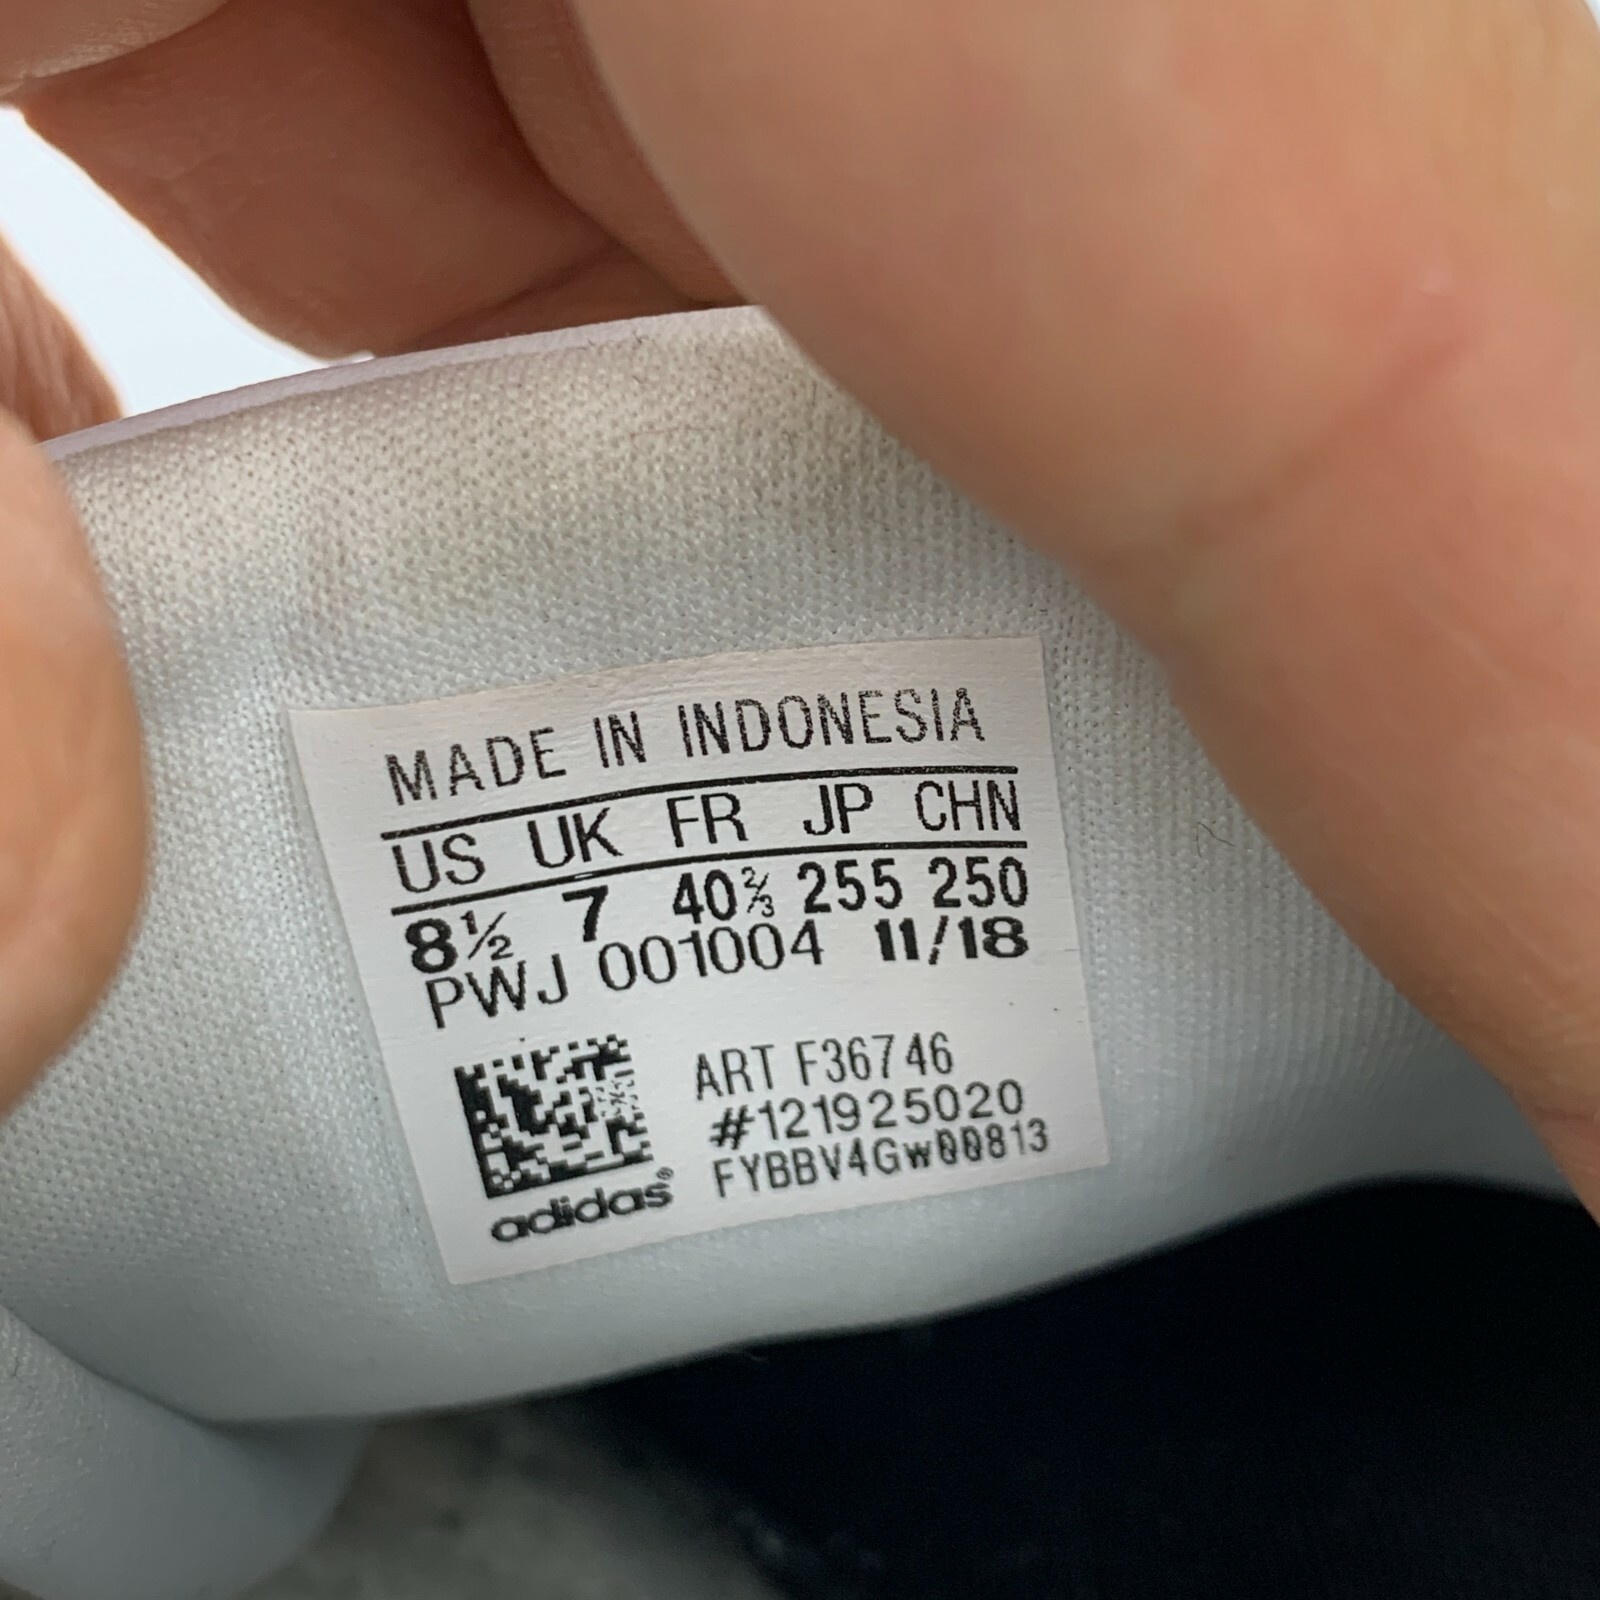 MADE IN INDONESIA
US UK FR JP CHN
8½ 7 40⅔ 255 250
PWJ 001004 11/18
ART F36746
#121925020
FYBBV4GW00813
adidas®